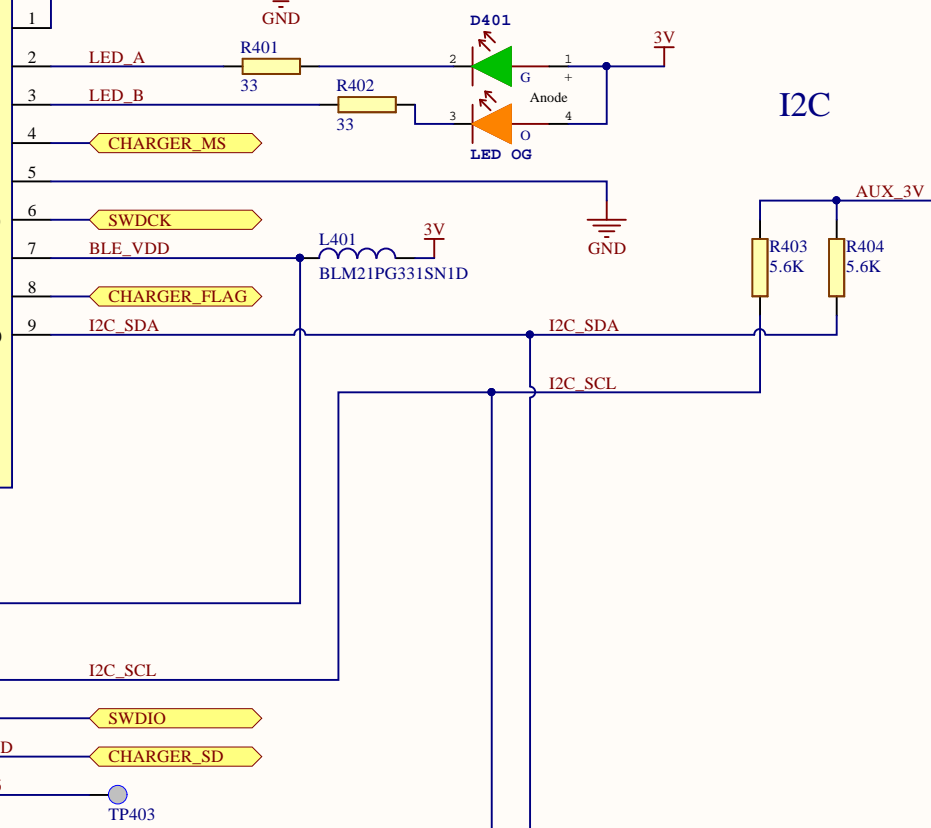 1
GND
D401
2
LED_A
R401
33
2
1
+
G
3V
3
LED_B
R402
33
Anode
3
4
O
LED OG
I2C
4
CHARGER_MS
5
GND
AUX_3V
6
SWDCK
7
BLE_VDD
L401
BLM21PG331SN1D
3V
R403
5.6K
R404
5.6K
8
CHARGER_FLAG
9
I2C_SDA
I2C_SDA
I2C_SCL
I2C_SCL
SWDIO
D
CHARGER_SD
TP403